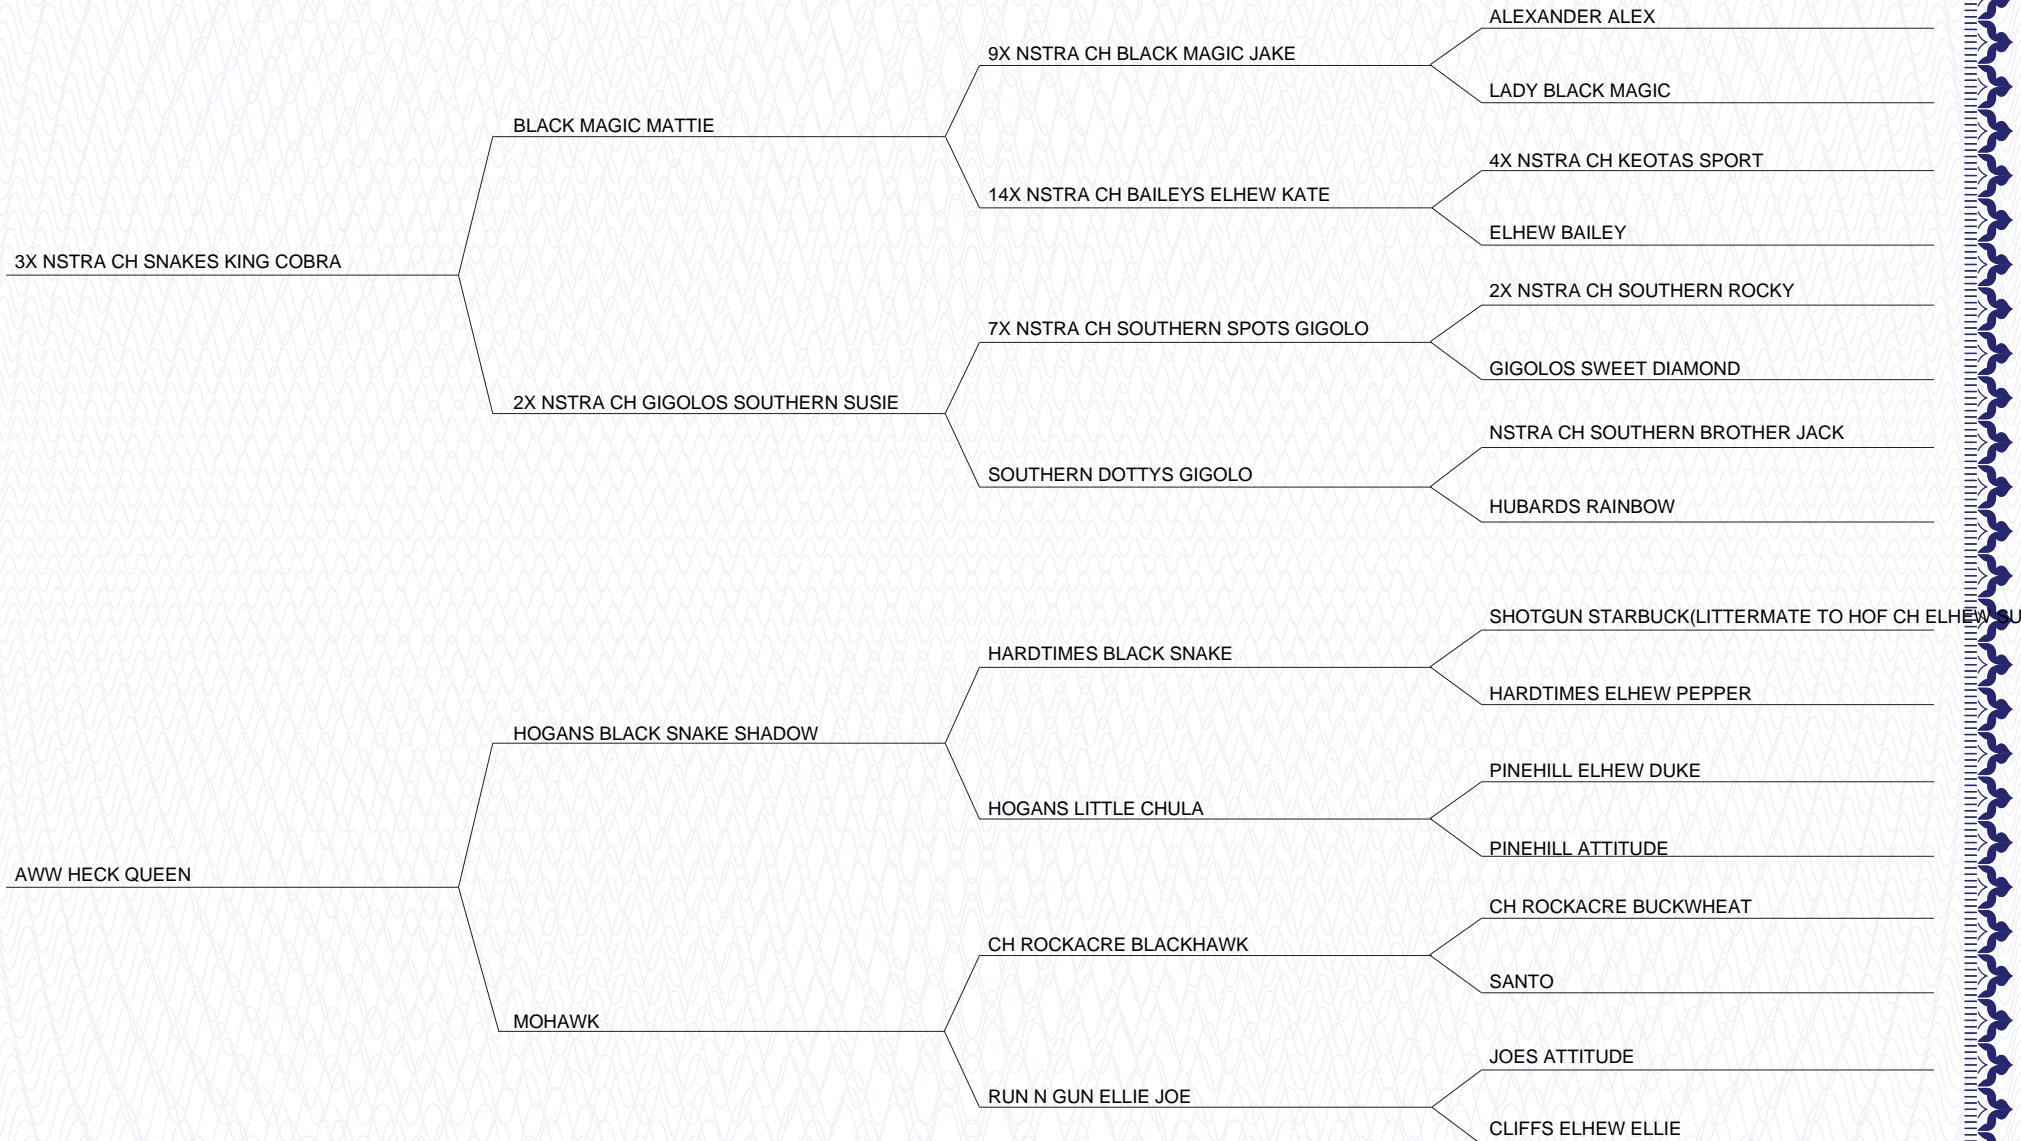 ALEXANDER ALEX
9X NSTRA CH BLACK MAGIC JAKE
LADY BLACK MAGIC
BLACK MAGIC MATTIE
4X NSTRA CH KEOTAS SPORT
14X NSTRA CH BAILEYS ELHEW KATE
ELHEW BAILEY
3X NSTRA CH SNAKES KING COBRA
2X NSTRA CH SOUTHERN ROCKY
7X NSTRA CH SOUTHERN SPOTS GIGOLO
GIGOLOS SWEET DIAMOND
2X NSTRA CH GIGOLOS SOUTHERN SUSIE
NSTRA CH SOUTHERN BROTHER JACK
SOUTHERN DOTTYS GIGOLO
HUBARDS RAINBOW
SHOTGUN STARBUCK(LITTERMATE TO HOF CH ELHEW SU
HARDTIMES BLACK SNAKE
HARDTIMES ELHEW PEPPER
HOGANS BLACK SNAKE SHADOW
PINEHILL ELHEW DUKE
HOGANS LITTLE CHULA
PINEHILL ATTITUDE
AWW HECK QUEEN
CH ROCKACRE BUCKWHEAT
CH ROCKACRE BLACKHAWK
SANTO
MOHAWK
JOES ATTITUDE
RUN N GUN ELLIE JOE
CLIFFS ELHEW ELLIE